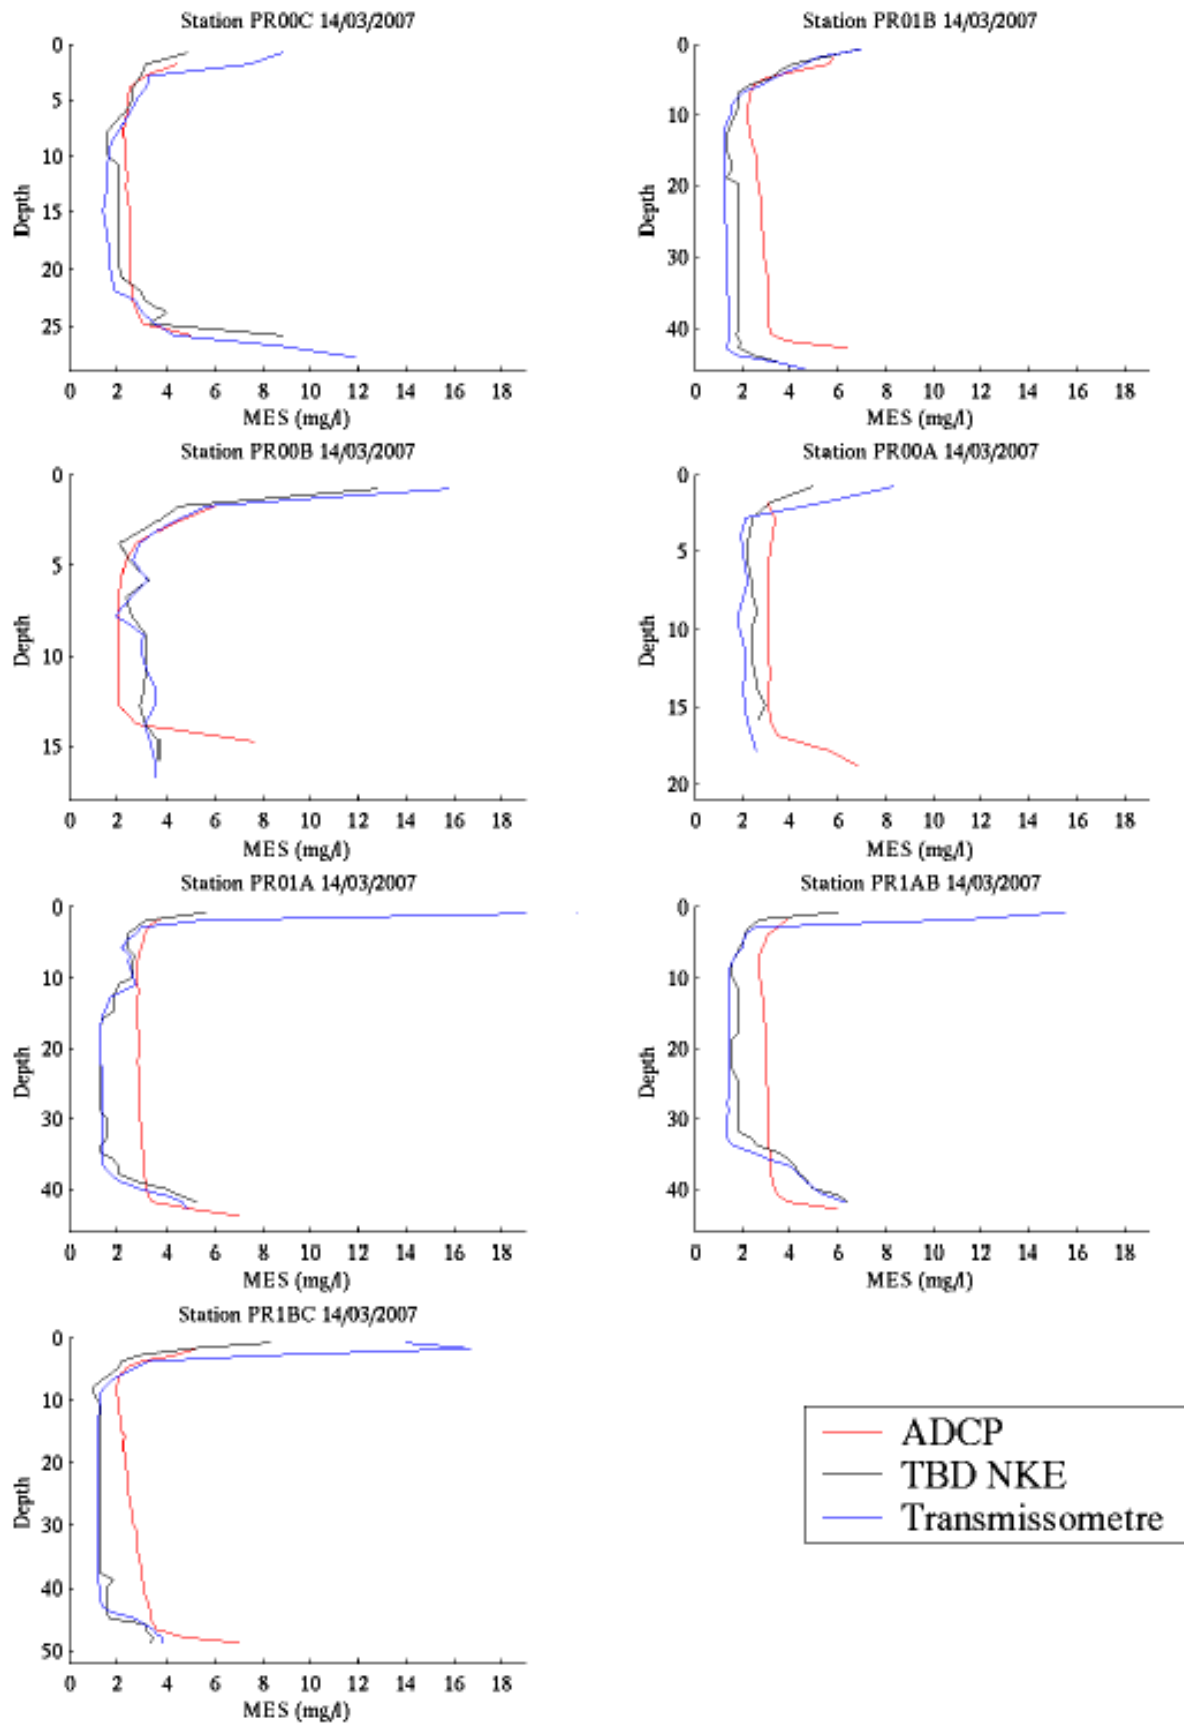 Station PR00C 14/03/2007
0
5
10
15
20
25
Depth
0 2 4 6 8 10 12 14 16 18
MES (mg/l)
Station PR01B 14/03/2007
0
10
20
30
40
Depth
0 2 4 6 8 10 12 14 16 18
MES (mg/l)
Station PR00B 14/03/2007
0
5
10
15
Depth
0 2 4 6 8 10 12 14 16 18
MES (mg/l)
Station PR00A 14/03/2007
0
5
10
15
20
Depth
0 2 4 6 8 10 12 14 16 18
MES (mg/l)
Station PR01A 14/03/2007
0
10
20
30
40
Depth
0 2 4 6 8 10 12 14 16 18
MES (mg/l)
Station PR1AB 14/03/2007
0
10
20
30
40
Depth
0 2 4 6 8 10 12 14 16 18
MES (mg/l)
Station PR1BC 14/03/2007
0
10
20
30
40
50
Depth
0 2 4 6 8 10 12 14 16 18
MES (mg/l)
ADCP
TBD NKE
Transmissometre